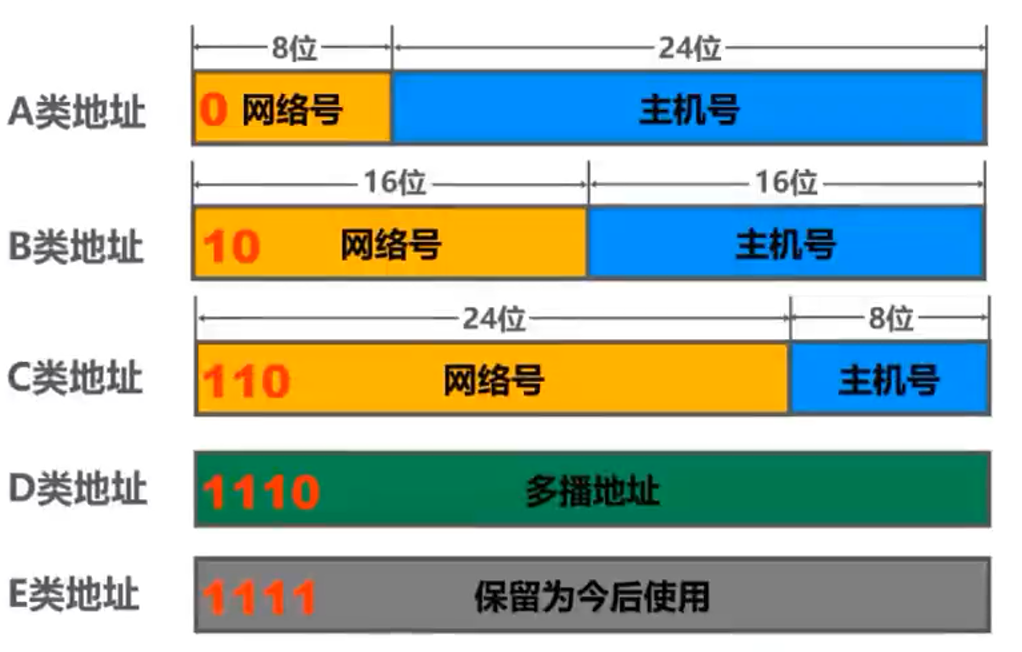 8位 24位
A类地址 0 网络号 主机号
16位 16位
B类地址 10 网络号 主机号
24位 8位
C类地址 110 网络号 主机号
D类地址 1110 多播地址
E类地址 1111 保留为今后使用